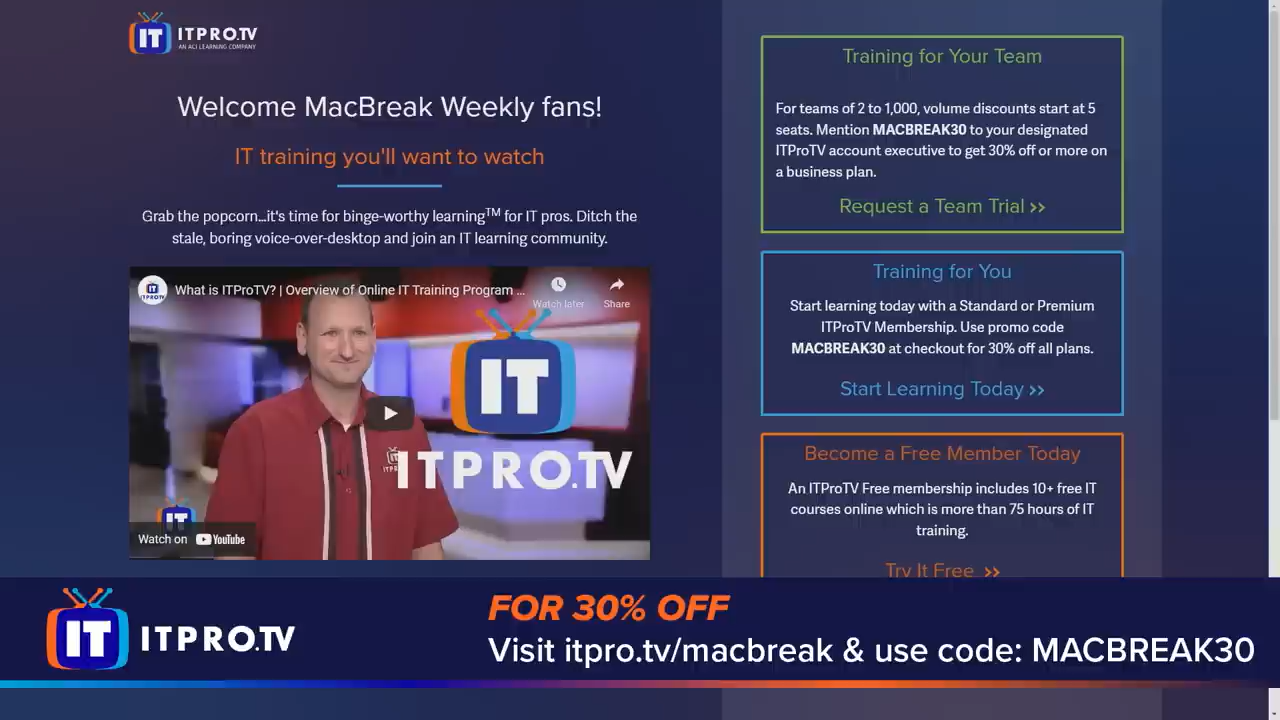 IT ITPRO.TV
AN ACI LEARNING COMPANY
Welcome MacBreak Weekly fans!
IT training you'll want to watch
Grab the popcorn...it's time for binge-worthy learning™ for IT pros. Ditch the
stale, boring voice-over-desktop and join an IT learning community.
IT
ITPRO.TV
What is ITProTV? | Overview of Online IT Training Program ...
Watch later
Share
IT
ITPRO.TV
IT
Watch on YouTube
Training for Your Team
For teams of 2 to 1,000, volume discounts start at 5
seats. Mention MACBREAK30 to your designated
ITProTV account executive to get 30% off or more on
a business plan.
Request a Team Trial >>
Training for You
Start learning today with a Standard or Premium
ITProTV Membership. Use promo code
MACBREAK30 at checkout for 30% off all plans.
Start Learning Today >>
Become a Free Member Today
An ITProTV Free membership includes 10+ free IT
courses online which is more than 75 hours of IT
training.
Try It Free >>
IT ITPRO.TV
FOR 30% OFF
Visit itpro.tv/macbreak & use code: MACBREAK30